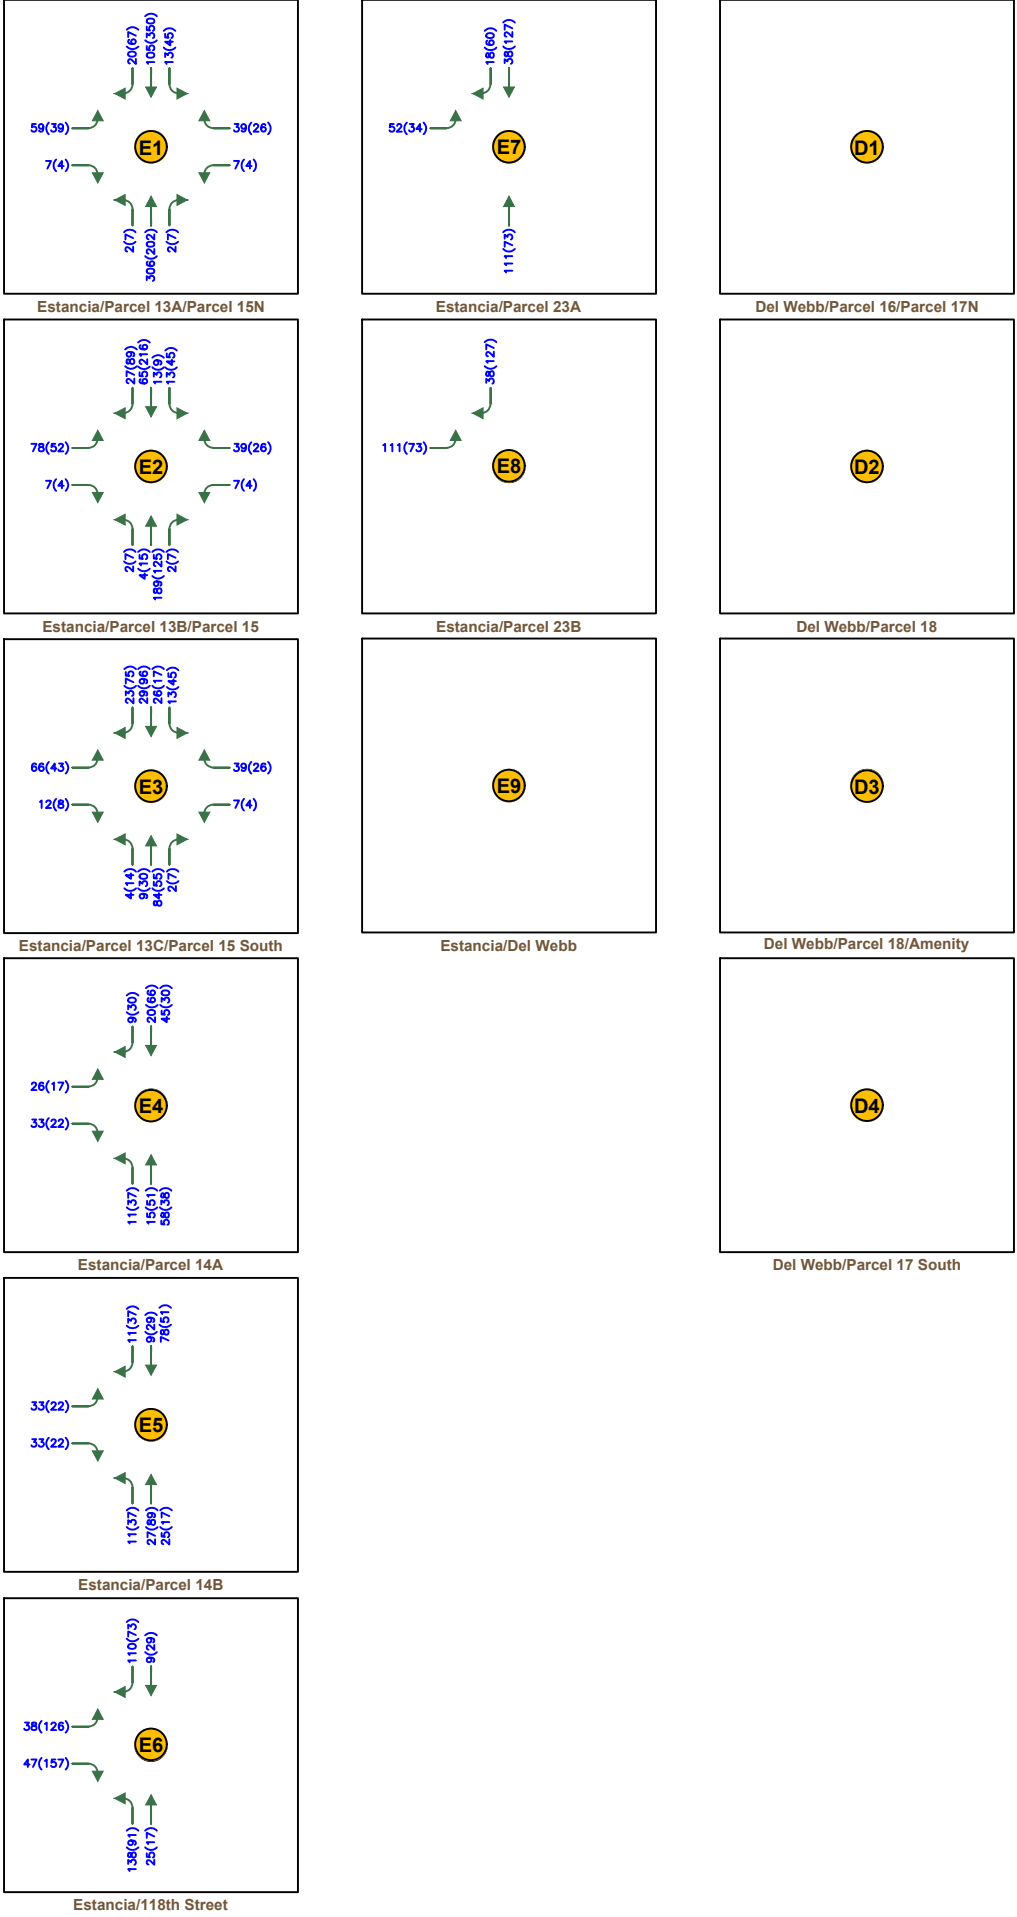 20(67)
105(350)
13(45)
59(39)
7(4)
E1
39(26)
7(4)
2(7)
306(202)
2(7)
Estancia/Parcel 13A/Parcel 15N
18(60)
38(127)
52(34)
E7
111(73)
Estancia/Parcel 23A
D1
Del Webb/Parcel 16/Parcel 17N
27(89)
65(216)
13(9)
13(45)
78(52)
7(4)
E2
39(26)
7(4)
2(7)
4(15)
189(125)
2(7)
Estancia/Parcel 13B/Parcel 15
38(127)
111(73)
E8
Estancia/Parcel 23B
D2
Del Webb/Parcel 18
23(75)
29(96)
26(17)
13(45)
66(43)
12(8)
E3
39(26)
7(4)
4(14)
9(30)
84(55)
2(7)
Estancia/Parcel 13C/Parcel 15 South
E9
Estancia/Del Webb
D3
Del Webb/Parcel 18/Amenity
9(30)
20(66)
45(30)
26(17)
33(22)
E4
11(37)
15(51)
58(38)
Estancia/Parcel 14A
D4
Del Webb/Parcel 17 South
11(37)
9(29)
78(51)
33(22)
33(22)
E5
11(37)
27(89)
25(17)
Estancia/Parcel 14B
110(73)
9(29)
38(126)
47(157)
E6
138(91)
25(17)
Estancia/118th Street